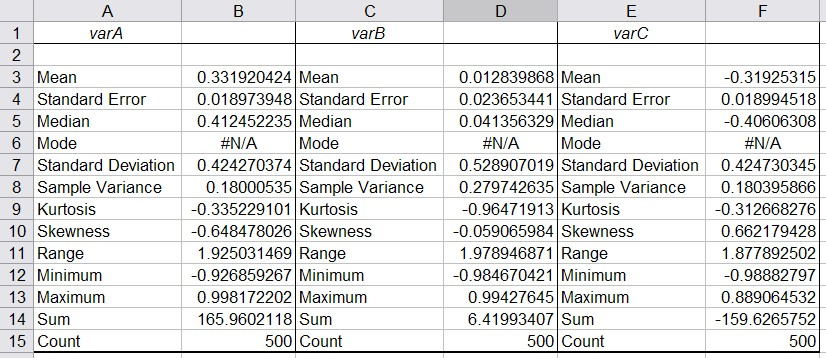 A B C D E F
1 varA varB varC
2
3 Mean 0.331920424 Mean 0.012839868 Mean -0.31925315
4 Standard Error 0.018973948 Standard Error 0.023653441 Standard Error 0.018994518
5 Median 0.412452235 Median 0.041356329 Median -0.40606308
6 Mode #N/A Mode #N/A Mode #N/A
7 Standard Deviation 0.424270374 Standard Deviation 0.528907019 Standard Deviation 0.424730345
8 Sample Variance 0.18000535 Sample Variance 0.279742635 Sample Variance 0.180395866
9 Kurtosis -0.335229101 Kurtosis -0.96471913 Kurtosis -0.312668276
10 Skewness -0.648478026 Skewness -0.059065984 Skewness 0.662179428
11 Range 1.925031469 Range 1.978946871 Range 1.877892502
12 Minimum -0.926859267 Minimum -0.984670421 Minimum -0.98882797
13 Maximum 0.998172202 Maximum 0.99427645 Maximum 0.889064532
14 Sum 165.9602118 Sum 6.41993407 Sum -159.6265752
15 Count 500 Count 500 Count 500